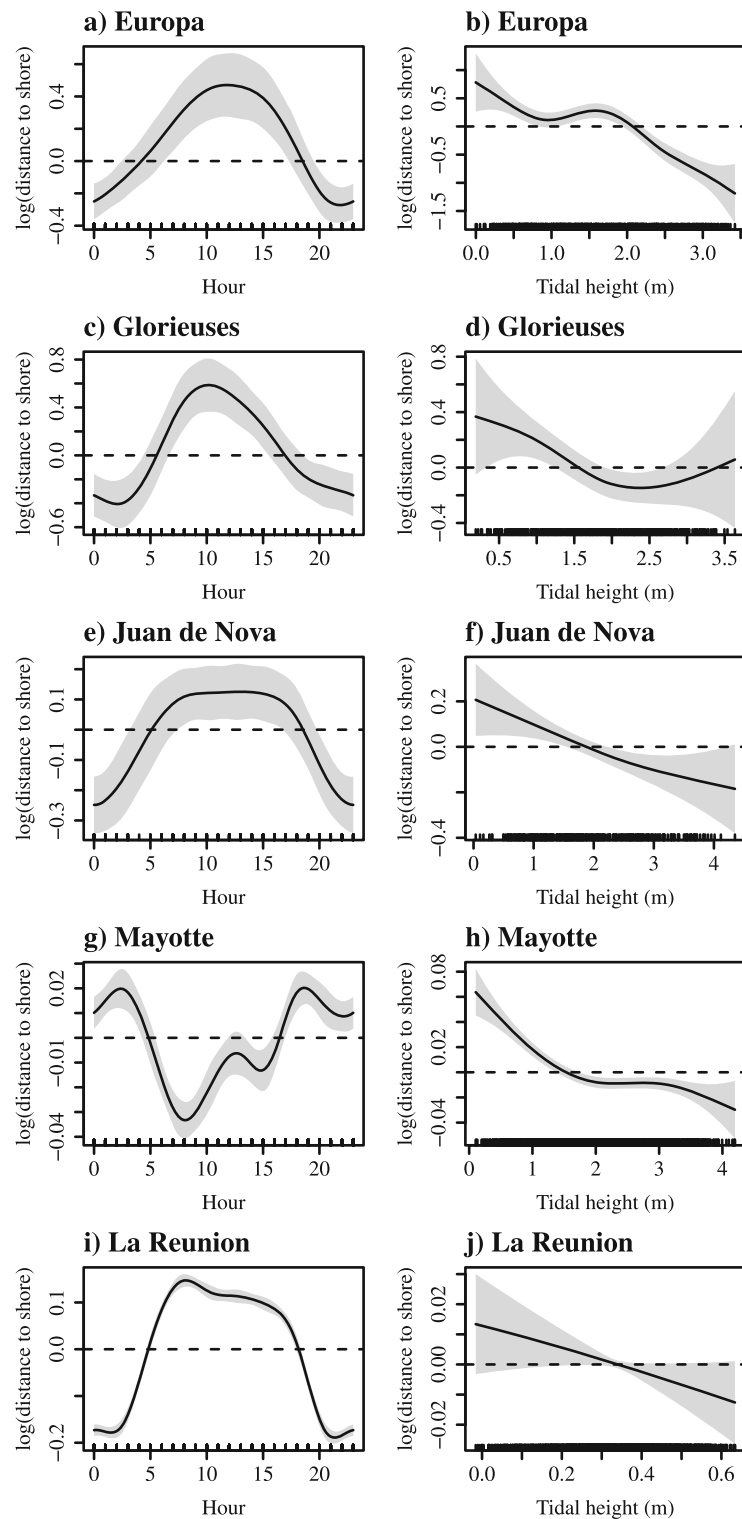 a) Europa
log(distance to shore)
0.4
0.0
−0.4
0 5 10 15 20
Hour
b) Europa
log(distance to shore)
0.5
−0.5
−1.5
0.0 1.0 2.0 3.0
Tidal height (m)
c) Glorieuses
log(distance to shore)
0.8
0.4
0.0
−0.6
0 5 10 15 20
Hour
d) Glorieuses
log(distance to shore)
0.8
0.4
0.0
−0.4
0.5 1.5 2.5 3.5
Tidal height (m)
e) Juan de Nova
log(distance to shore)
0.1
−0.1
−0.3
0 5 10 15 20
Hour
f) Juan de Nova
log(distance to shore)
0.2
0.0
−0.4
0 1 2 3 4
Tidal height (m)
g) Mayotte
log(distance to shore)
0.02
−0.01
−0.04
0 5 10 15 20
Hour
h) Mayotte
log(distance to shore)
0.08
0.02
−0.04
0 1 2 3 4
Tidal height (m)
i) La Reunion
log(distance to shore)
0.1
0.0
−0.2
0 5 10 15 20
Hour
j) La Reunion
log(distance to shore)
0.02
0.00
−0.02
0.0 0.2 0.4 0.6
Tidal height (m)